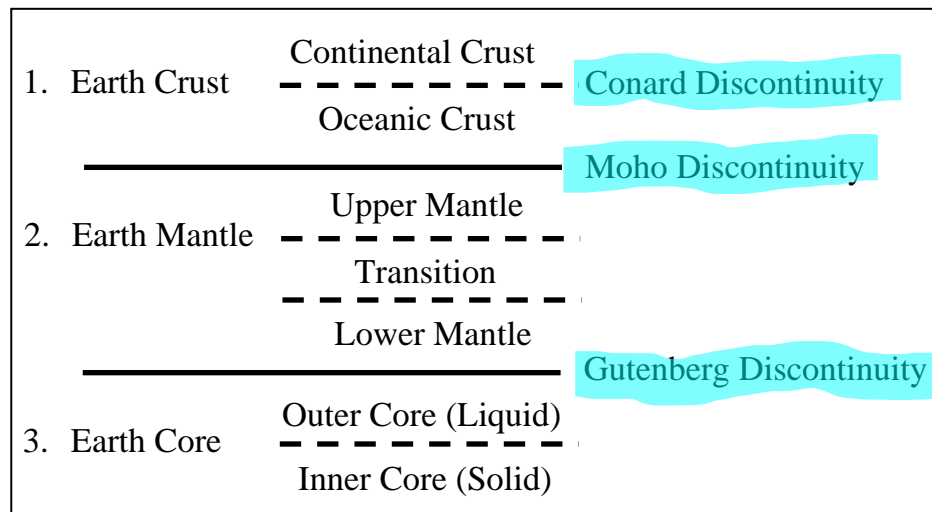 Continental Crust
1. Earth Crust
Conard Discontinuity
Oceanic Crust
Moho Discontinuity
Upper Mantle
2. Earth Mantle
Transition
Lower Mantle
Gutenberg Discontinuity
Outer Core (Liquid)
3. Earth Core
Inner Core (Solid)